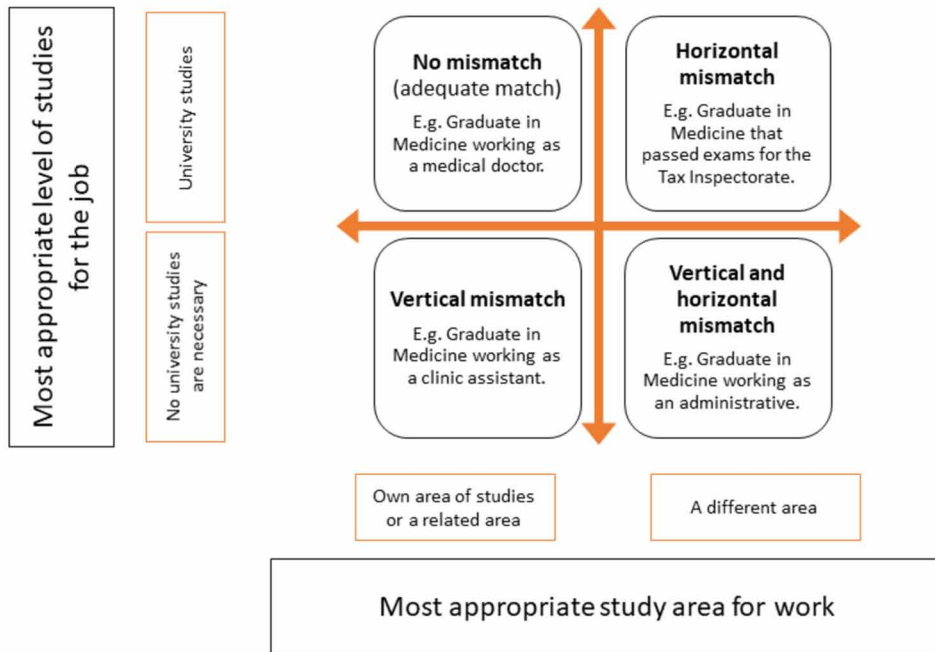 Most appropriate level of studies
for the job
University studies
No university studies
are necessary
No mismatch
(adequate match)
E.g. Graduate in
Medicine working as
a medical doctor.
Horizontal
mismatch
E.g. Graduate in
Medicine that
passed exams for the
Tax Inspectorate.
Vertical mismatch
E.g. Graduate in
Medicine working as
a clinic assistant.
Vertical and
horizontal
mismatch
E.g. Graduate in
Medicine working as
an administrative.
Own area of studies
or a related area
A different area
Most appropriate study area for work